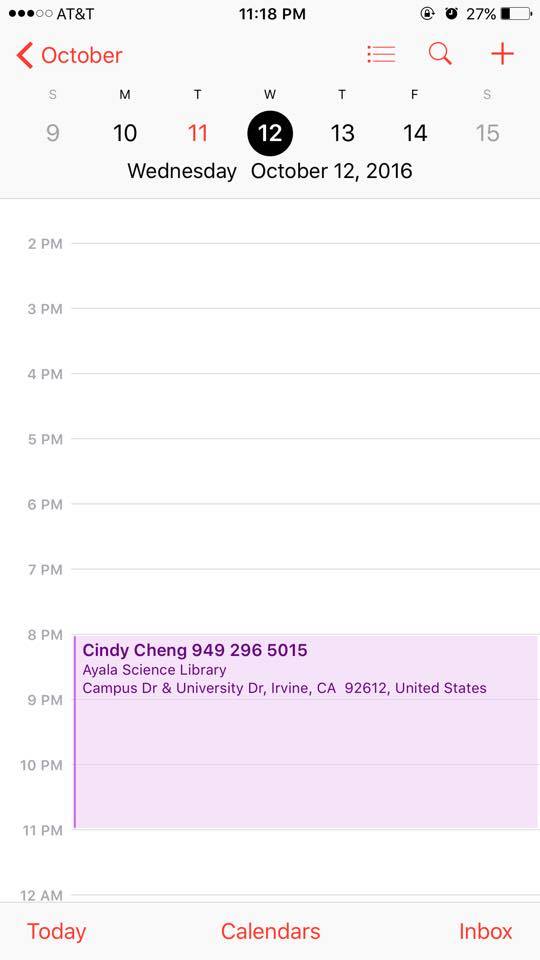 AT&T 11:18 PM 27%
October
S M T W T F S
9 10 11 12 13 14 15
Wednesday October 12, 2016
2 PM
3 PM
4 PM
5 PM
6 PM
7 PM
8 PM
Cindy Cheng 949 296 5015
Ayala Science Library
Campus Dr & University Dr, Irvine, CA 92612, United States
9 PM
10 PM
11 PM
12 AM
Today Calendars Inbox